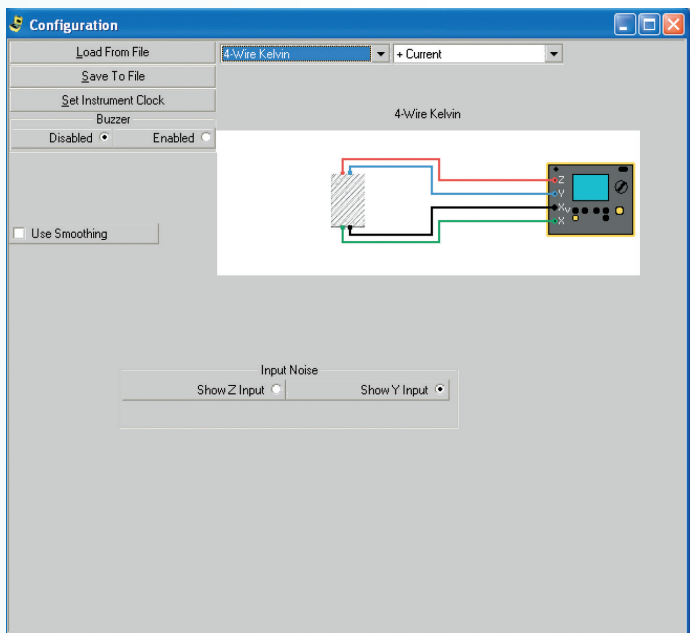 Configuration
Load From File
4-Wire Kelvin
+ Current
Save To File
Set Instrument Clock
Buzzer
Disabled
Enabled
4-Wire Kelvin
Z
Y
Xv
X
Use Smoothing
Input Noise
Show Z Input
Show Y Input